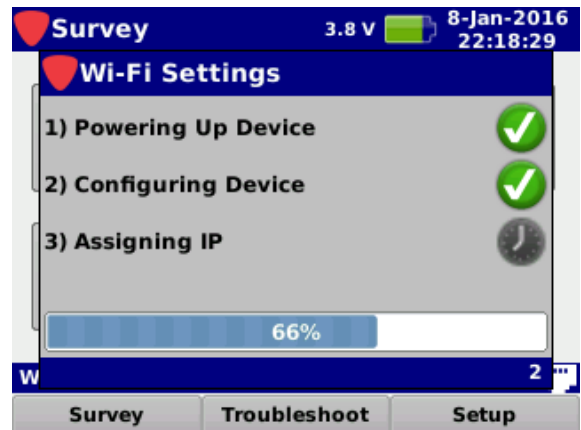 Survey 3.8 V 8-Jan-2016
22:18:29
Wi-Fi Settings
1) Powering Up Device
2) Configuring Device
3) Assigning IP
66%
W 2
Survey Troubleshoot Setup